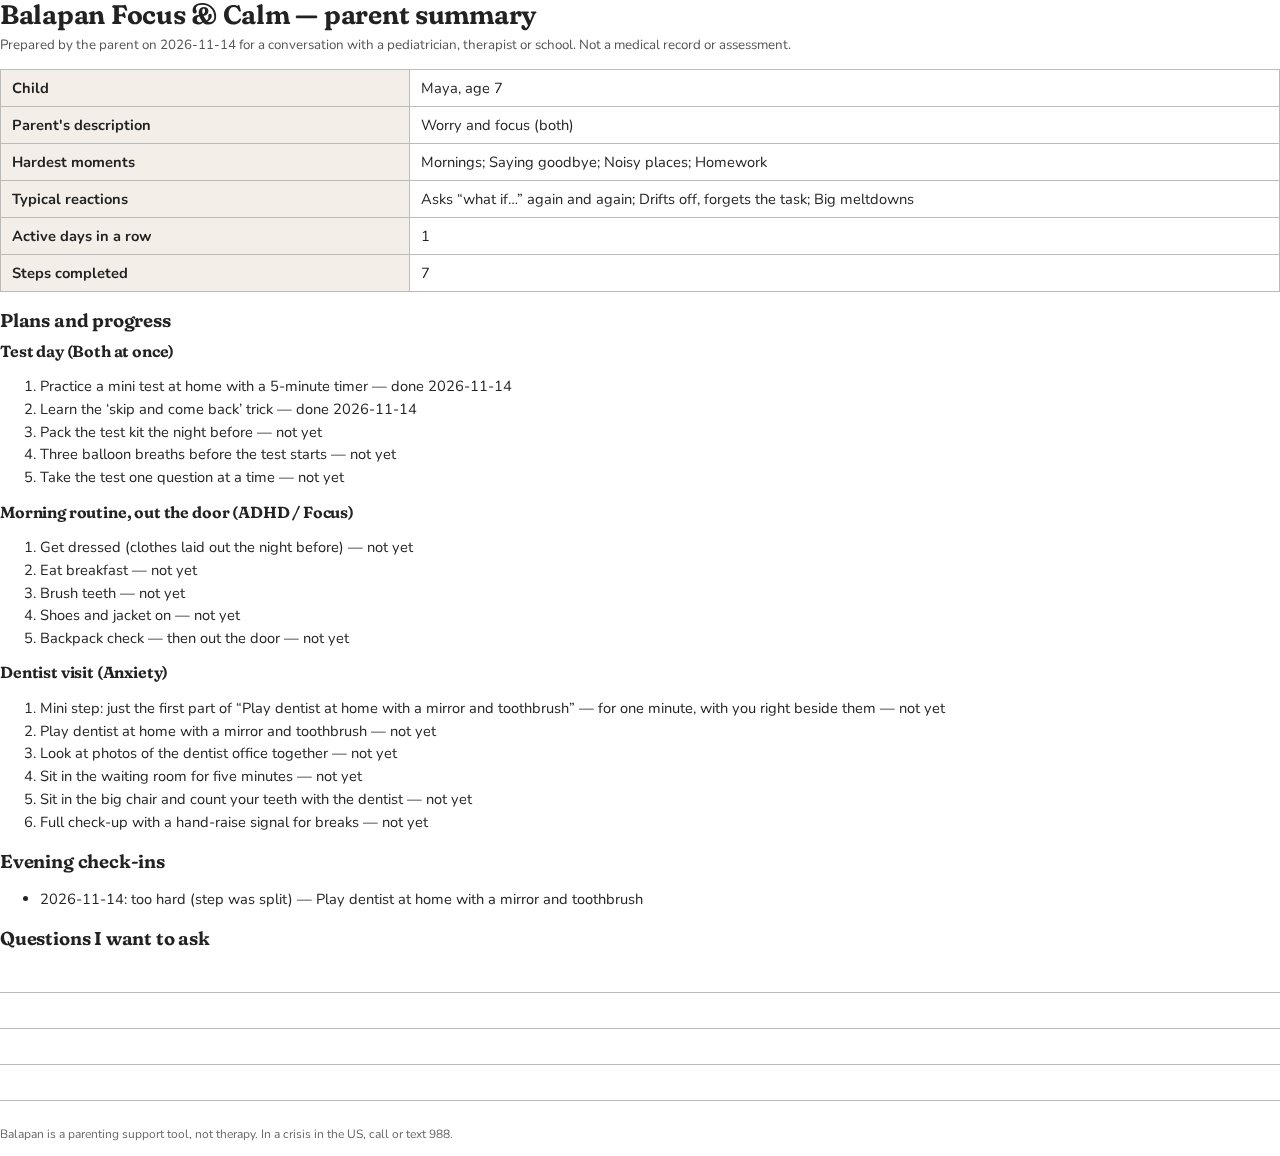 Balapan Focus & Calm — parent summary
Prepared by the parent on 2026-11-14 for a conversation with a pediatrician, therapist or school. Not a medical record or assessment.
Child Maya, age 7
Parent's description Worry and focus (both)
Hardest moments Mornings; Saying goodbye; Noisy places; Homework
Typical reactions Asks “what if…” again and again; Drifts off, forgets the task; Big meltdowns
Active days in a row 1
Steps completed 7
Plans and progress
Test day (Both at once)
1. Practice a mini test at home with a 5-minute timer — done 2026-11-14
2. Learn the ‘skip and come back’ trick — done 2026-11-14
3. Pack the test kit the night before — not yet
4. Three balloon breaths before the test starts — not yet
5. Take the test one question at a time — not yet
Morning routine, out the door (ADHD / Focus)
1. Get dressed (clothes laid out the night before) — not yet
2. Eat breakfast — not yet
3. Brush teeth — not yet
4. Shoes and jacket on — not yet
5. Backpack check — then out the door — not yet
Dentist visit (Anxiety)
1. Mini step: just the first part of “Play dentist at home with a mirror and toothbrush” — for one minute, with you right beside them — not yet
2. Play dentist at home with a mirror and toothbrush — not yet
3. Look at photos of the dentist office together — not yet
4. Sit in the waiting room for five minutes — not yet
5. Sit in the big chair and count your teeth with the dentist — not yet
6. Full check-up with a hand-raise signal for breaks — not yet
Evening check-ins
• 2026-11-14: too hard (step was split) — Play dentist at home with a mirror and toothbrush
Questions I want to ask
Balapan is a parenting support tool, not therapy. In a crisis in the US, call or text 988.